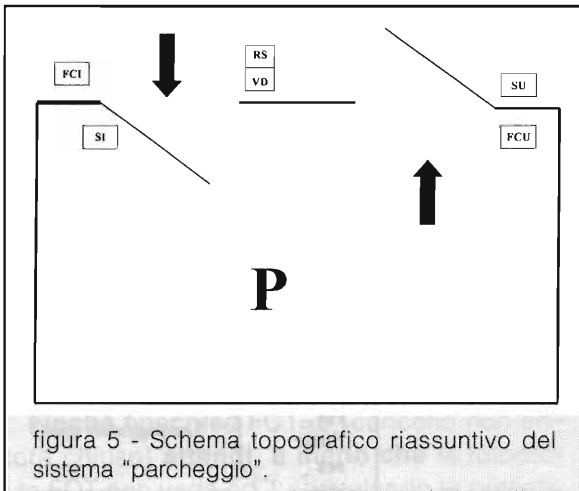 RS
FCI
VD
SU
SI
FCU
P
figura 5 - Schema topografico riassuntivo del
sistema "parcheggio".